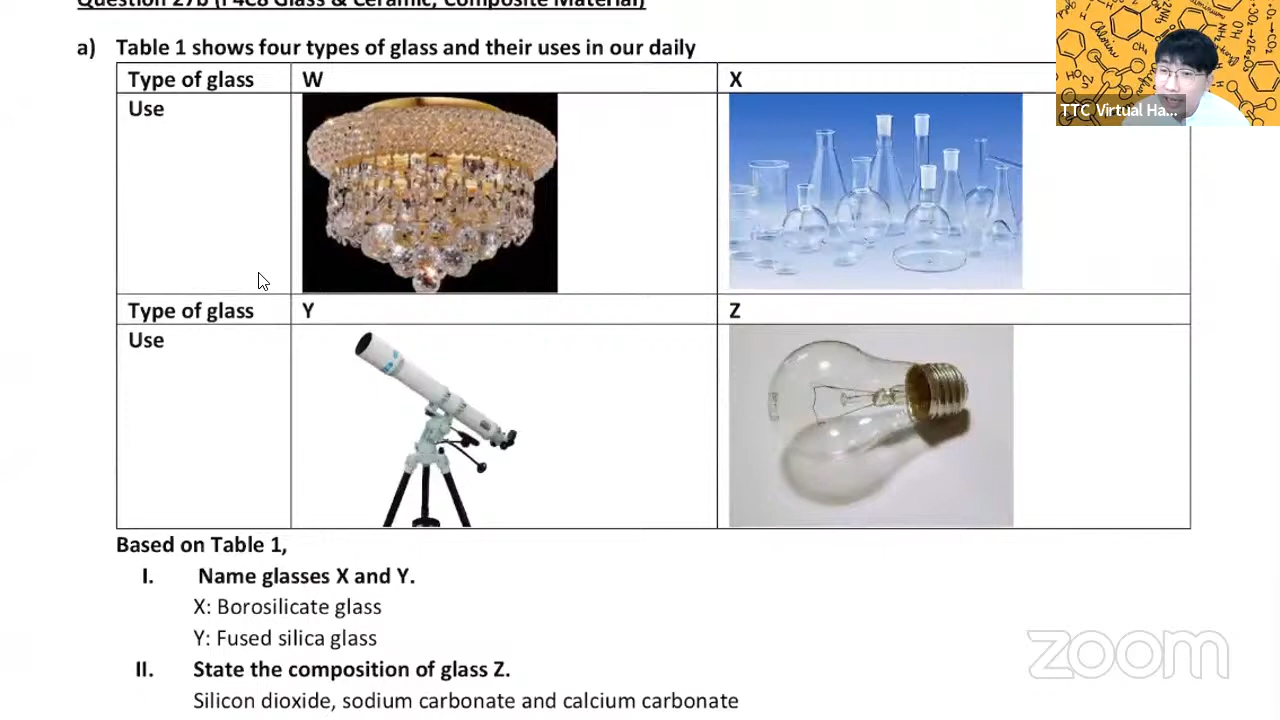 Question 27b (F4C8 Glass & Ceramic, Composite Material)
a) Table 1 shows four types of glass and their uses in our daily
Type of glass W X
Use
Type of glass Y Z
Use
Based on Table 1,
I. Name glasses X and Y.
X: Borosilicate glass
Y: Fused silica glass
II. State the composition of glass Z.
Silicon dioxide, sodium carbonate and calcium carbonate
TTC Virtual Ha...
zoom